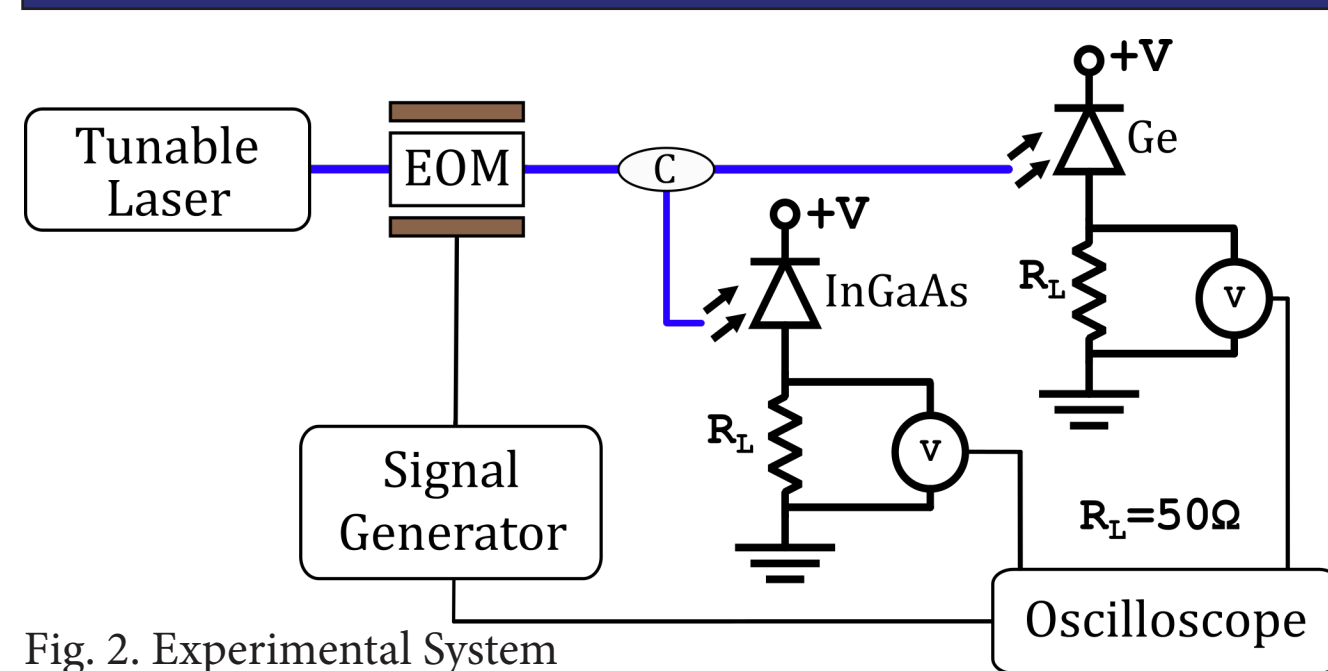 Tunable
Laser
EOM
C
+V
Ge
R_L
V
+V
InGaAs
R_L
V
Signal
Generator
R_L=50Ω
Oscilloscope
Fig. 2. Experimental System